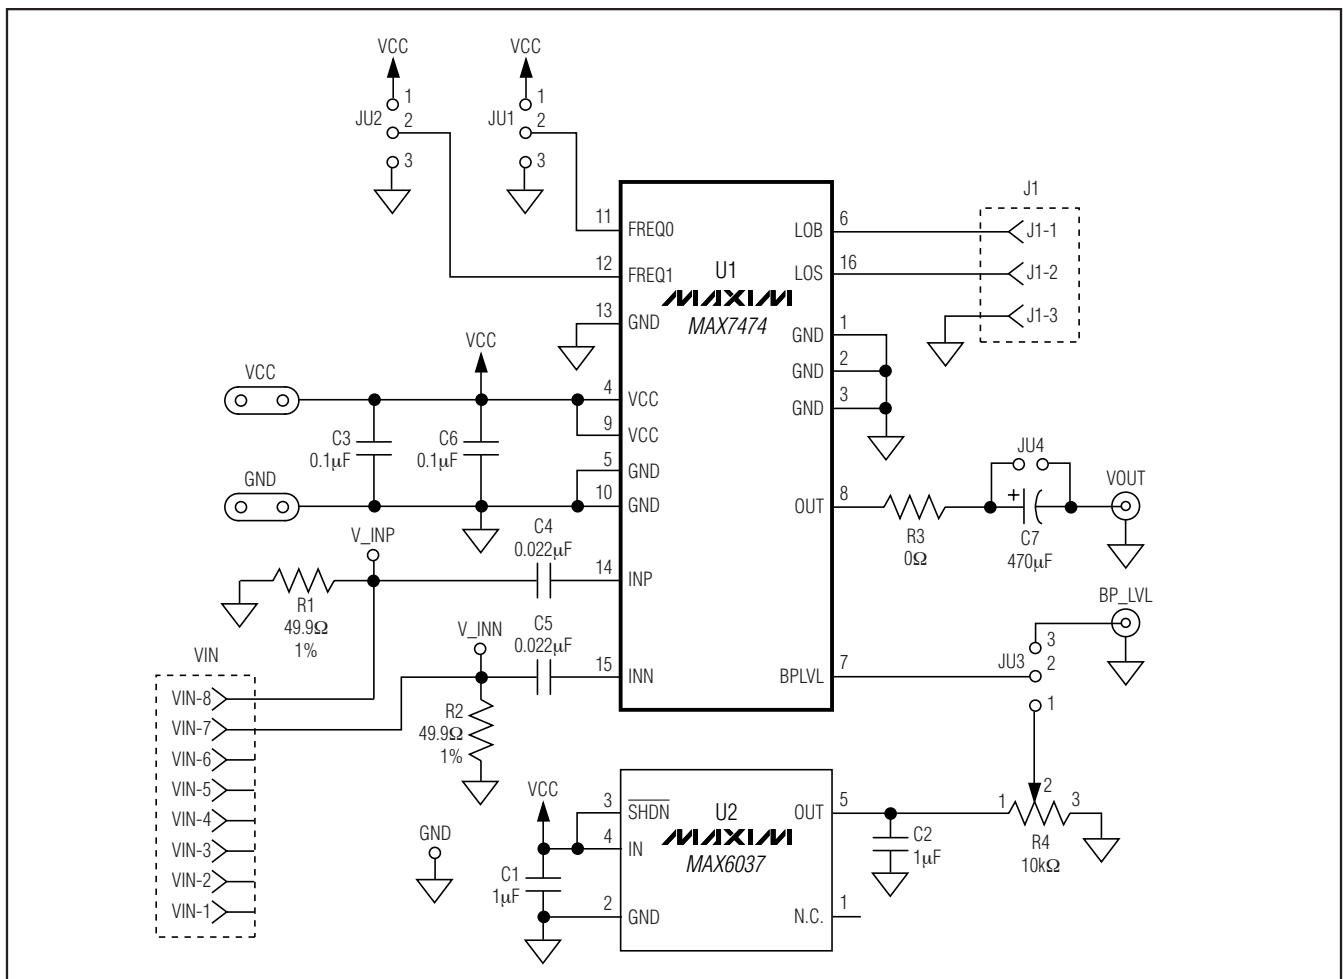 VCC
VCC
1
JU2
2
3
1
JU1
2
3
11
FREQ0
12
FREQ1
13
GND
4
VCC
9
VCC
5
GND
10
GND
14
INP
15
INN
U1
MAXIM
MAX7474
6
LOB
16
LOS
1
GND
2
GND
3
GND
8
OUT
7
BPLVL
J1
J1-1
J1-2
J1-3
VCC
VCC
GND
C3
0.1µF
C6
0.1µF
V_INP
C4
0.022µF
R1
49.9Ω
1%
V_INN
C5
0.022µF
R2
49.9Ω
1%
VIN
VIN-8
VIN-7
VIN-6
VIN-5
VIN-4
VIN-3
VIN-2
VIN-1
GND
R3
0Ω
JU4
+
C7
470µF
VOUT
BP_LVL
JU3
3
2
1
VCC
C1
1µF
3
SHDN
4
IN
2
GND
U2
MAXIM
MAX6037
5
OUT
1
N.C.
C2
1µF
1
2
3
R4
10kΩ